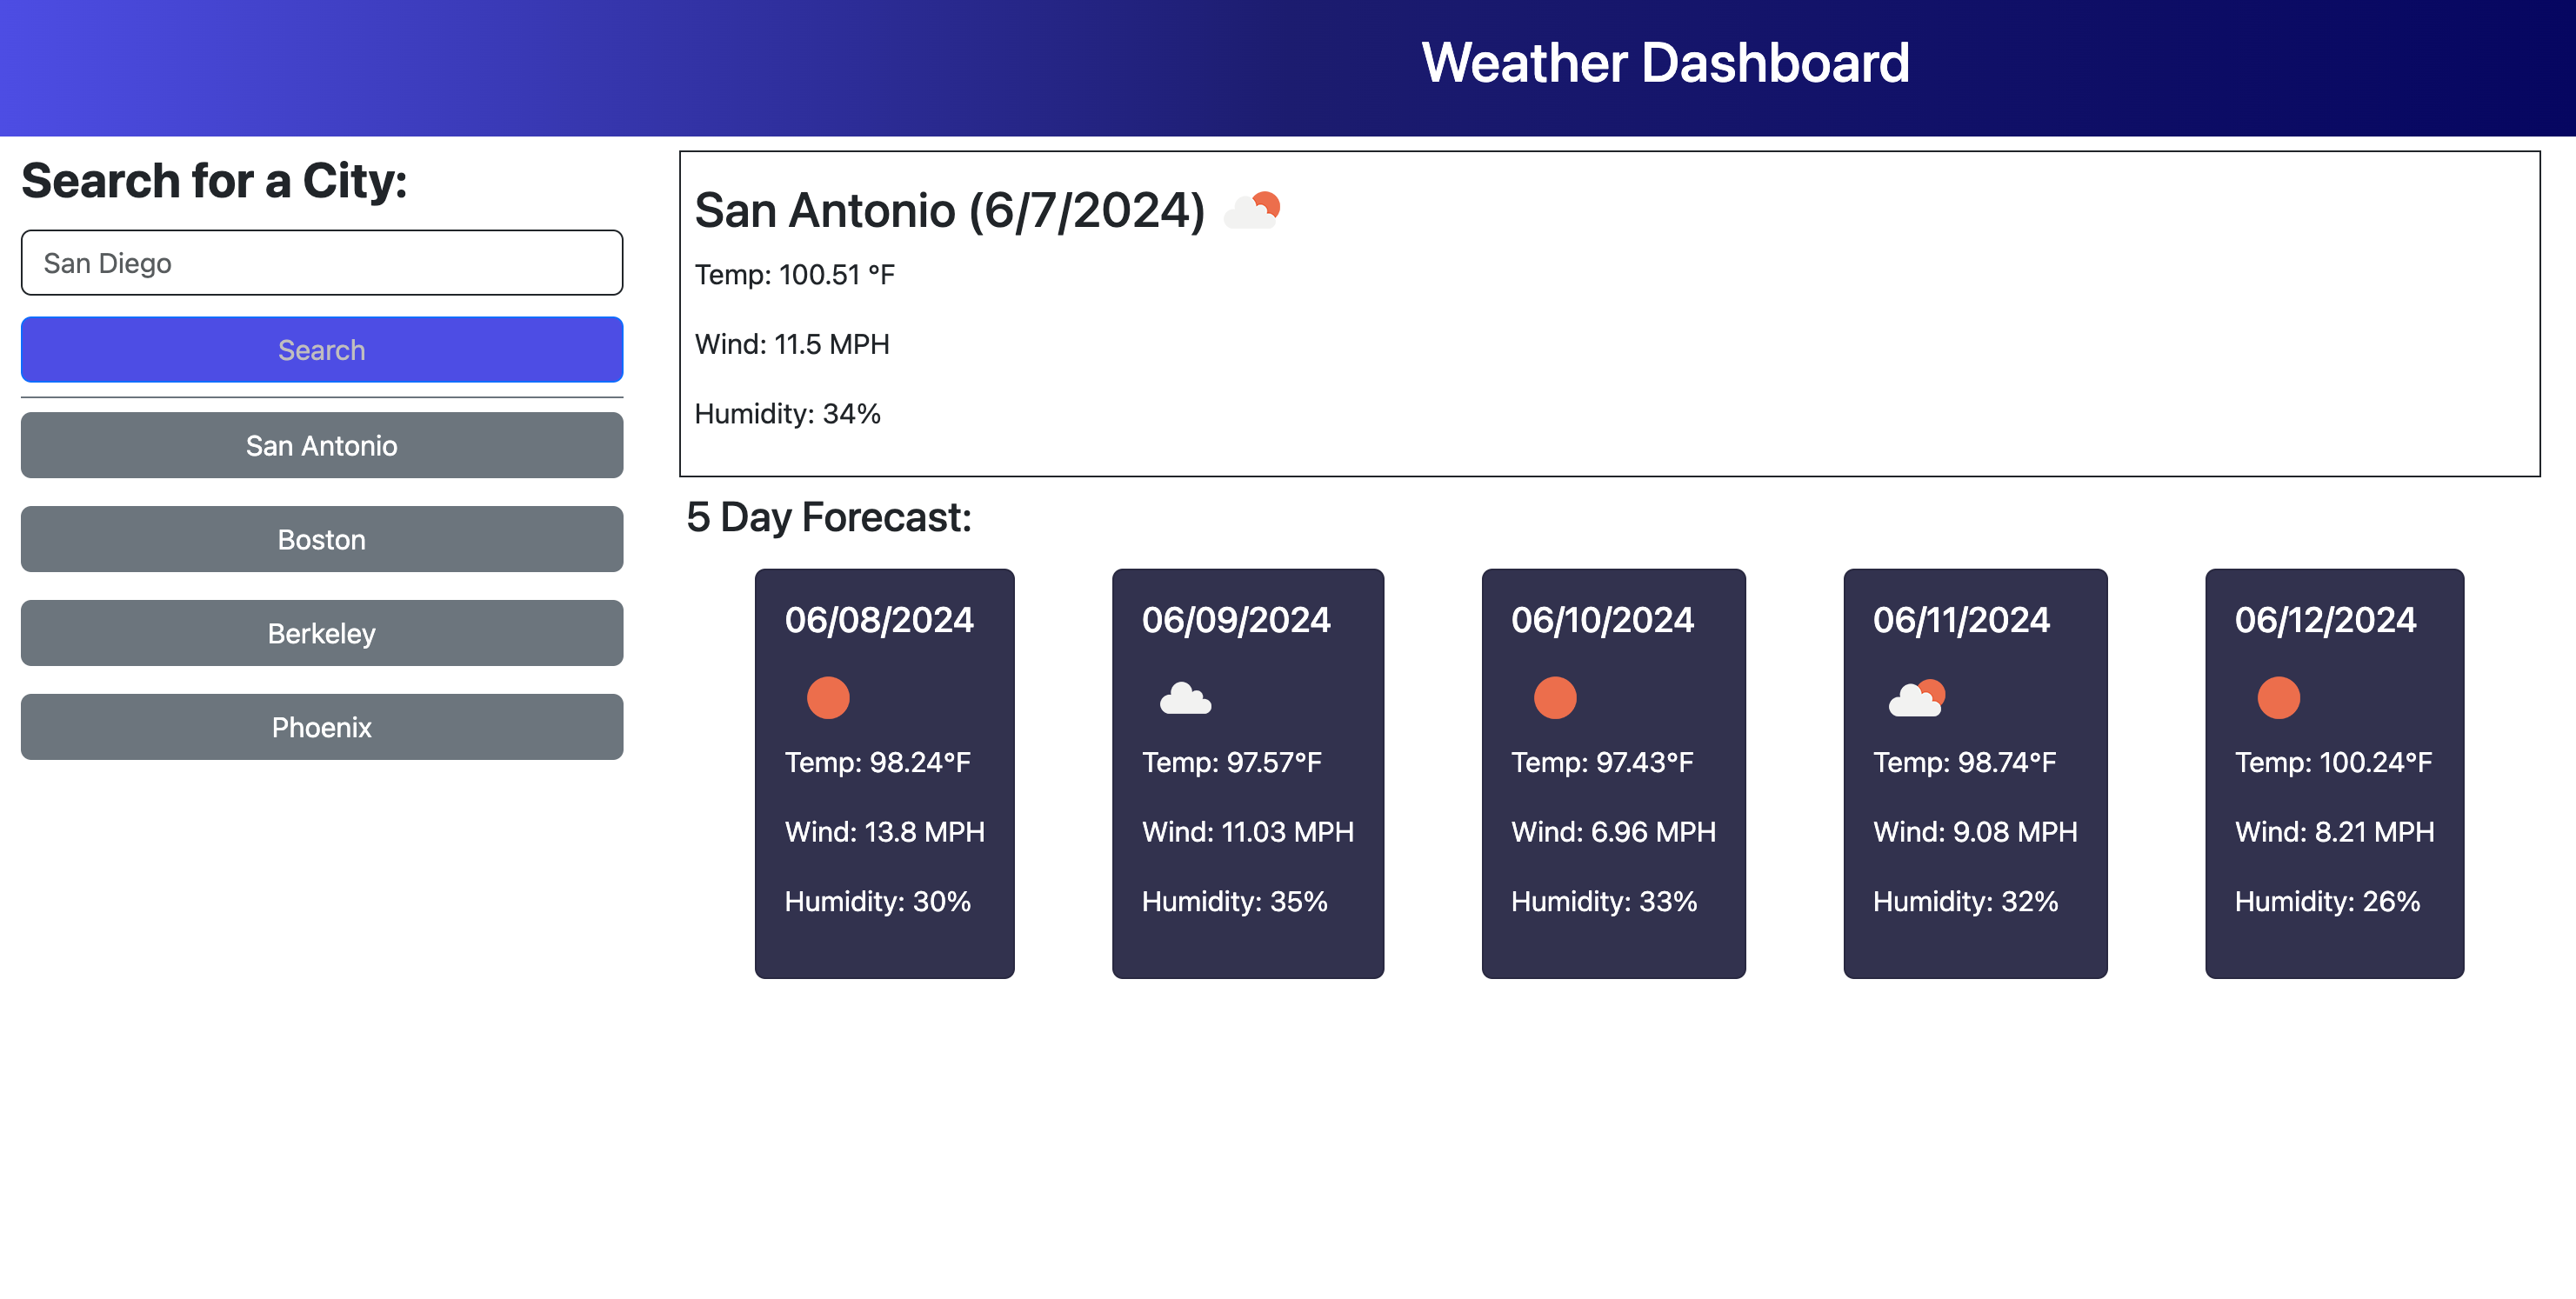 Weather Dashboard
Search for a City:
San Diego
Search
San Antonio
Boston
Berkeley
Phoenix
San Antonio (6/7/2024)
Temp: 100.51 °F
Wind: 11.5 MPH
Humidity: 34%
5 Day Forecast:
06/08/2024
Temp: 98.24°F
Wind: 13.8 MPH
Humidity: 30%
06/09/2024
Temp: 97.57°F
Wind: 11.03 MPH
Humidity: 35%
06/10/2024
Temp: 97.43°F
Wind: 6.96 MPH
Humidity: 33%
06/11/2024
Temp: 98.74°F
Wind: 9.08 MPH
Humidity: 32%
06/12/2024
Temp: 100.24°F
Wind: 8.21 MPH
Humidity: 26%